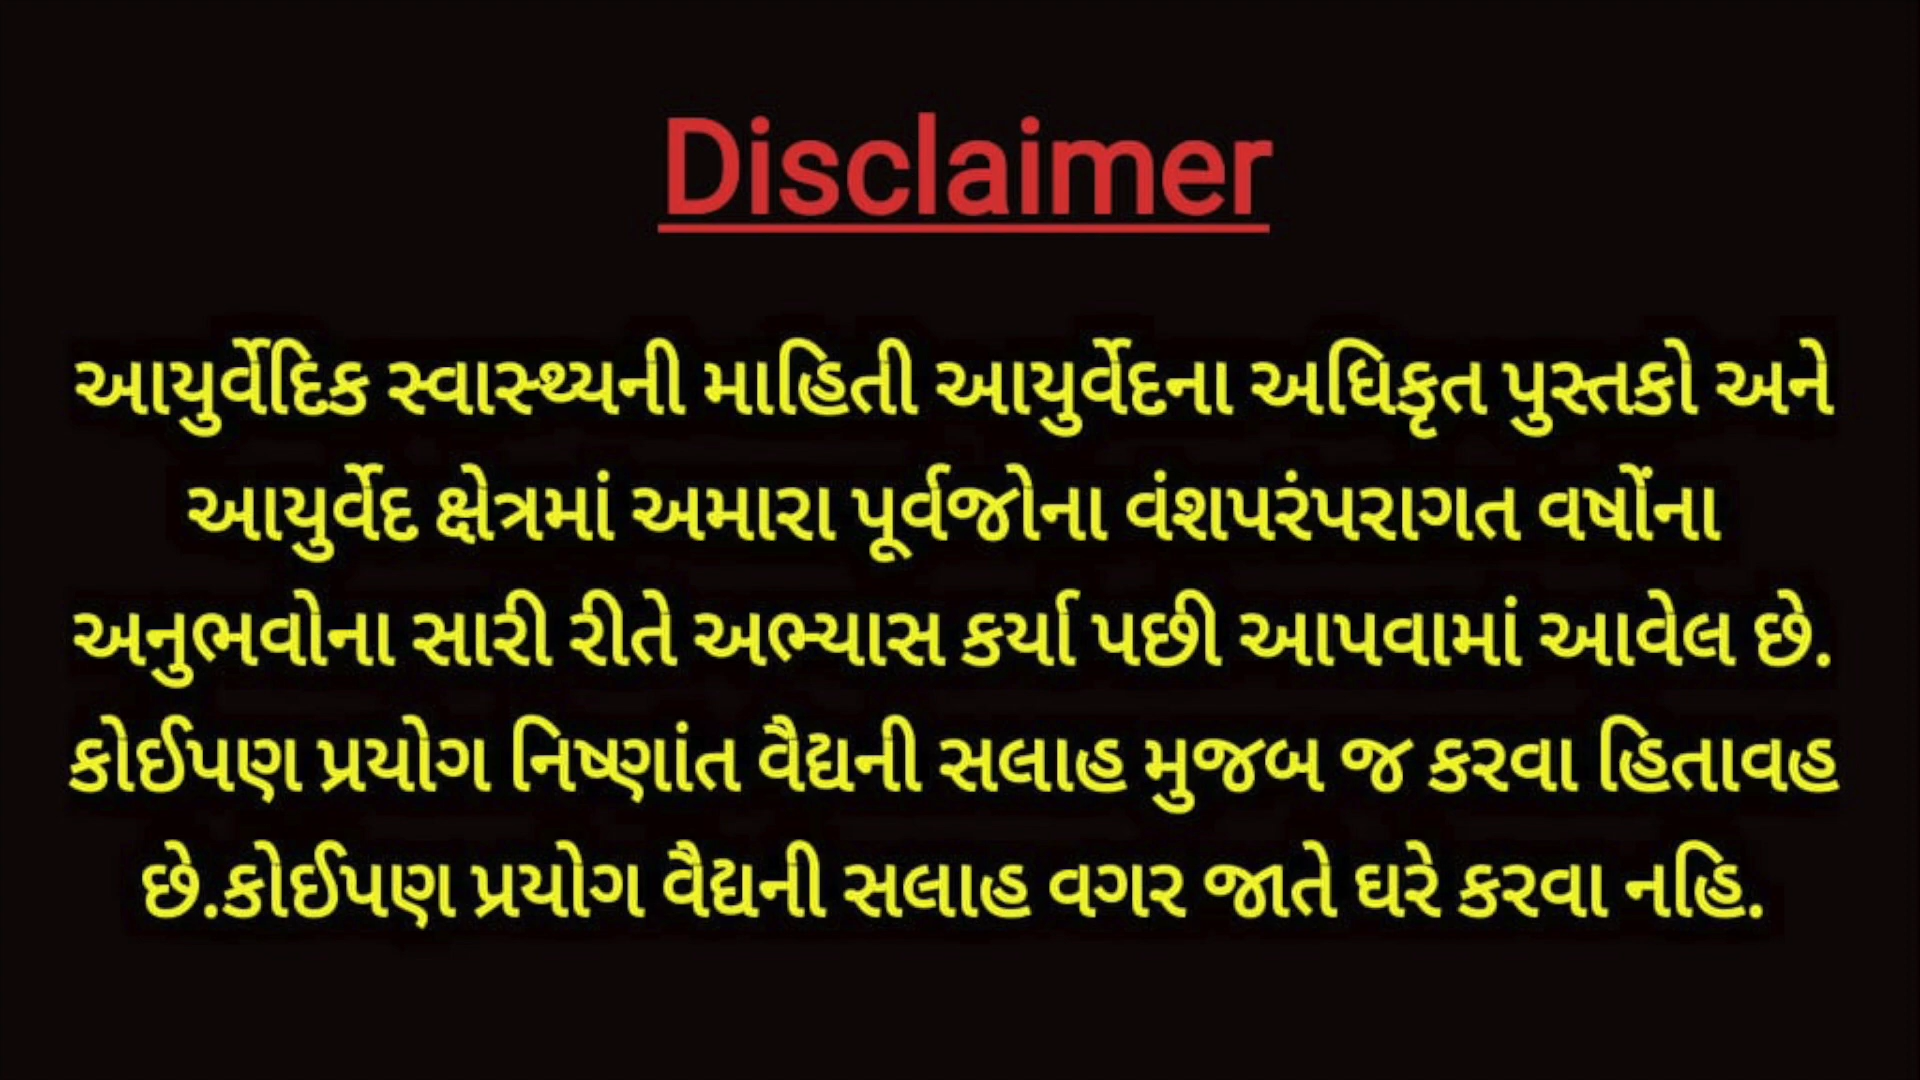 Disclaimer
આયુર્વેદિક સ્વાસ્થ્યની માહિતી આયુર્વેદના અધિકૃત પુસ્તકો અને
આયુર્વેદ ક્ષેત્રમાં અમારા પૂર્વજોના વંશપરંપરાગત વર્ષોના
અનુભવોના સારી રીતે અભ્યાસ કર્યા પછી આપવામાં આવેલ છે.
કોઈપણ પ્રયોગ નિષ્ણાંત વૈદ્યની સલાહ મુજબ જ કરવા હિતાવહ
છે.કોઈપણ પ્રયોગ વૈદ્યની સલાહ વગર જાતે ઘરે કરવા નહિ.